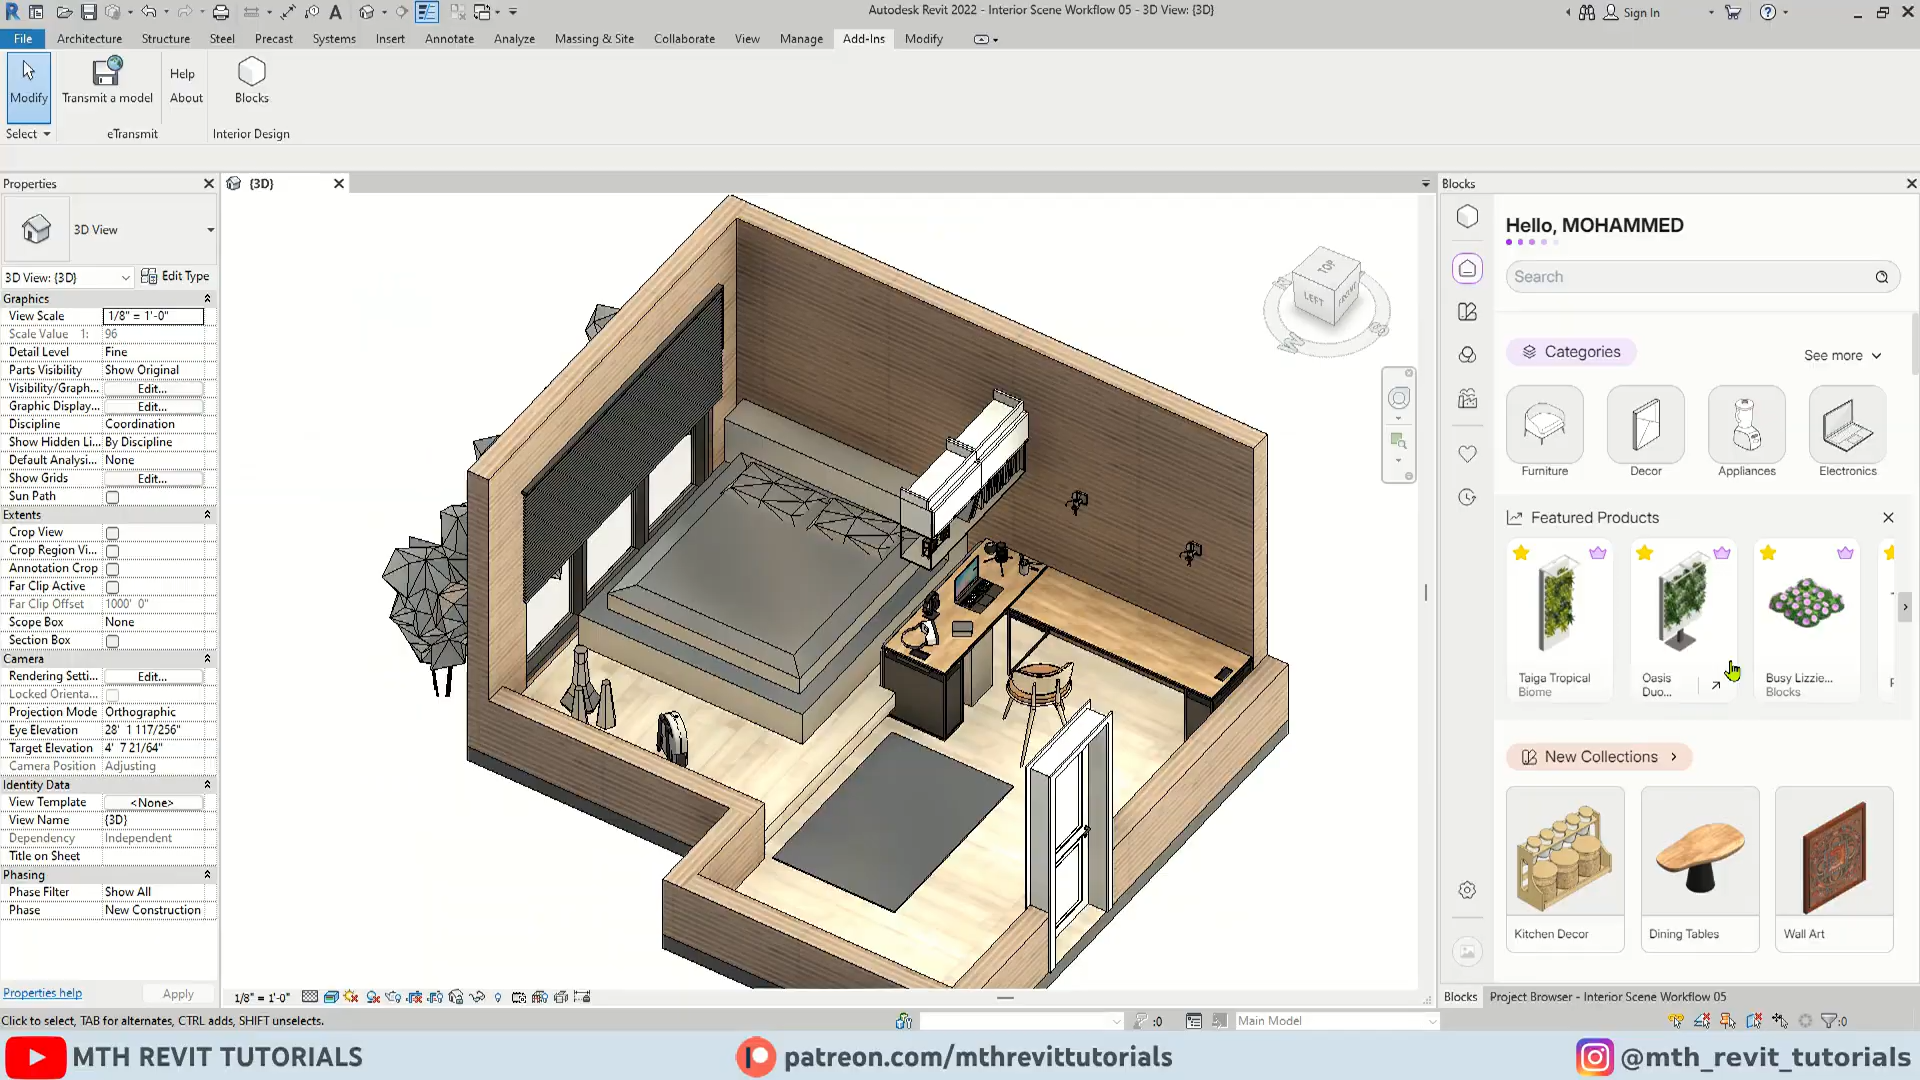 Autodesk Revit 2022 - Interior Scene Workflow 05 - 3D View: {3D}
Sign In
File
Architecture
Structure
Steel
Precast
Systems
Insert
Annotate
Analyze
Massing & Site
Collaborate
View
Manage
Add-Ins
Modify
Modify
Transmit a model
Help
About
Blocks
Select
eTransmit
Interior Design
Properties
{3D}
Blocks
3D View
3D View: {3D}
Edit Type
Graphics
View Scale
1/8" = 1'-0"
Scale Value 1:
96
Detail Level
Fine
Parts Visibility
Show Original
Visibility/Graph...
Edit...
Graphic Display...
Edit...
Discipline
Coordination
Show Hidden Li...
By Discipline
Default Analysi...
None
Show Grids
Edit...
Sun Path
Extents
Crop View
Crop Region Vi...
Annotation Crop
Far Clip Active
Far Clip Offset
1000' 0"
Scope Box
None
Section Box
Camera
Rendering Setti...
Edit...
Locked Orienta...
Projection Mode
Orthographic
Eye Elevation
28' 1 117/256"
Target Elevation
4' 7 21/64"
Camera Position
Adjusting
Identity Data
View Template
<None>
View Name
{3D}
Dependency
Independent
Title on Sheet
Phasing
Phase Filter
Show All
Phase
New Construction
Properties help
Apply
TOP
LEFT
FRONT
Hello, MOHAMMED
Search
Categories
See more
Furniture
Decor
Appliances
Electronics
Featured Products
Taiga Tropical
Biome
Oasis
Duo...
Busy Lizzie...
Blocks
New Collections
Kitchen Decor
Dining Tables
Wall Art
1/8" = 1'-0"
Blocks
Project Browser - Interior Scene Workflow 05
Click to select, TAB for alternates, CTRL adds, SHIFT unselects.
:0
Main Model
:0
MTH REVIT TUTORIALS
patreon.com/mthrevittutorials
@mth_revit_tutorials